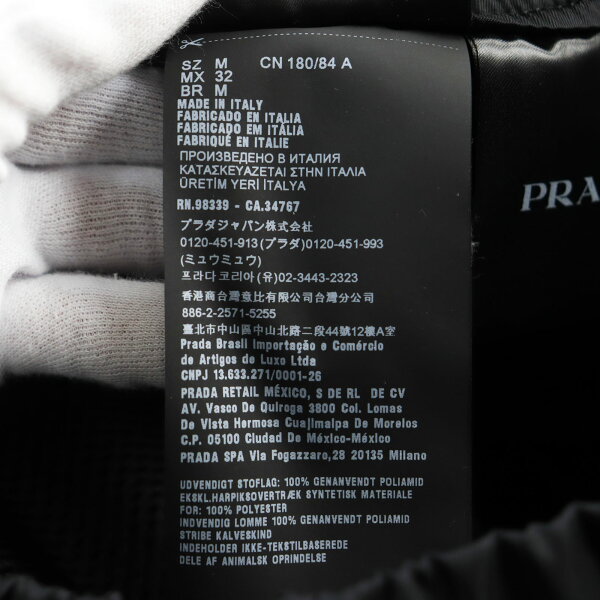 SZ M CN 180/84 A
MX 32
BR M
MADE IN ITALY
FABRICADO EN ITALIA
FABRICADO EM ITÁLIA
FABRIQUÉ EN ITALIE
ПРОИЗВЕДЕНО В ИТАЛИЯ
ΚΑΤΑΣΚΕΥΑΖΕΤΑΙ ΣΤΗΝ ΙΤΑΛΙΑ
ÜRETİM YERİ İTALYA
RN.98339 - CA.34767
プラダジャパン株式会社
0120-451-913(プラダ)0120-451-993
(ミュウミュウ)
프라다코리아(유)02-3443-2323
香港商台灣意比有限公司台灣分公司
886-2-2571-5255
臺北市中山區中山北路二段44號12樓A室
Prada Brasil Importação e Comércio
de Artigos de Luxo Ltda
CNPJ 13.633.271/0001-26
PRADA RETAIL MÉXICO, S DE RL DE CV
AV. Vasco De Quiroga 3800 Col. Lomas
De Vista Hermosa Cuajimalpa De Morelos
C.P. 05100 Ciudad De México-México
PRADA SPA Via Fogazzaro,28 20135 Milano
UDVENDIGT STOFLAG: 100% GENANVENDT POLIAMID
EKSKL.HARPIKSOVERTRÆK SYNTETISK MATERIALE
FOR: 100% POLYESTER
INDVENDIG LOMME 100% GENANVENDT POLIAMID
STRIBE KALVESKIND
INDEHOLDER IKKE-TEKSTILBASEREDE
DELE AF ANIMALSK OPRINDELSE
PRA